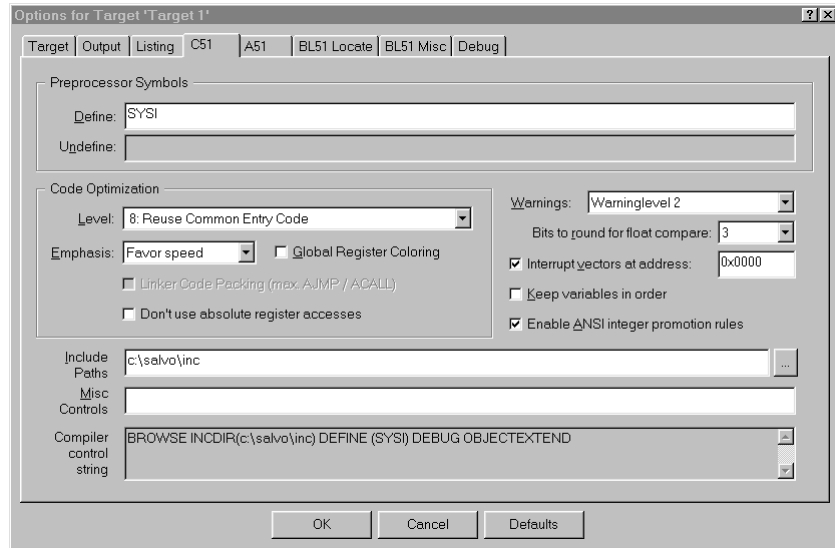 Options for Target 'Target 1'
Target Output Listing C51 A51 BL51 Locate BL51 Misc Debug
Preprocessor Symbols
Define: SYSI
Undefine:
Code Optimization
Level: 8: Reuse Common Entry Code
Emphasis: Favor speed Global Register Coloring
Linker Code Packing (max. AJMP / ACALL)
Don't use absolute register accesses
Warnings: Warninglevel 2
Bits to round for float compare: 3
Interrupt vectors at address: 0x0000
Keep variables in order
Enable ANSI integer promotion rules
Include Paths c:\salvo\inc ...
Misc Controls
Compiler control string BROWSE INCDIR(c:\salvo\inc) DEFINE (SYSI) DEBUG OBJECTEXTEND
OK Cancel Defaults